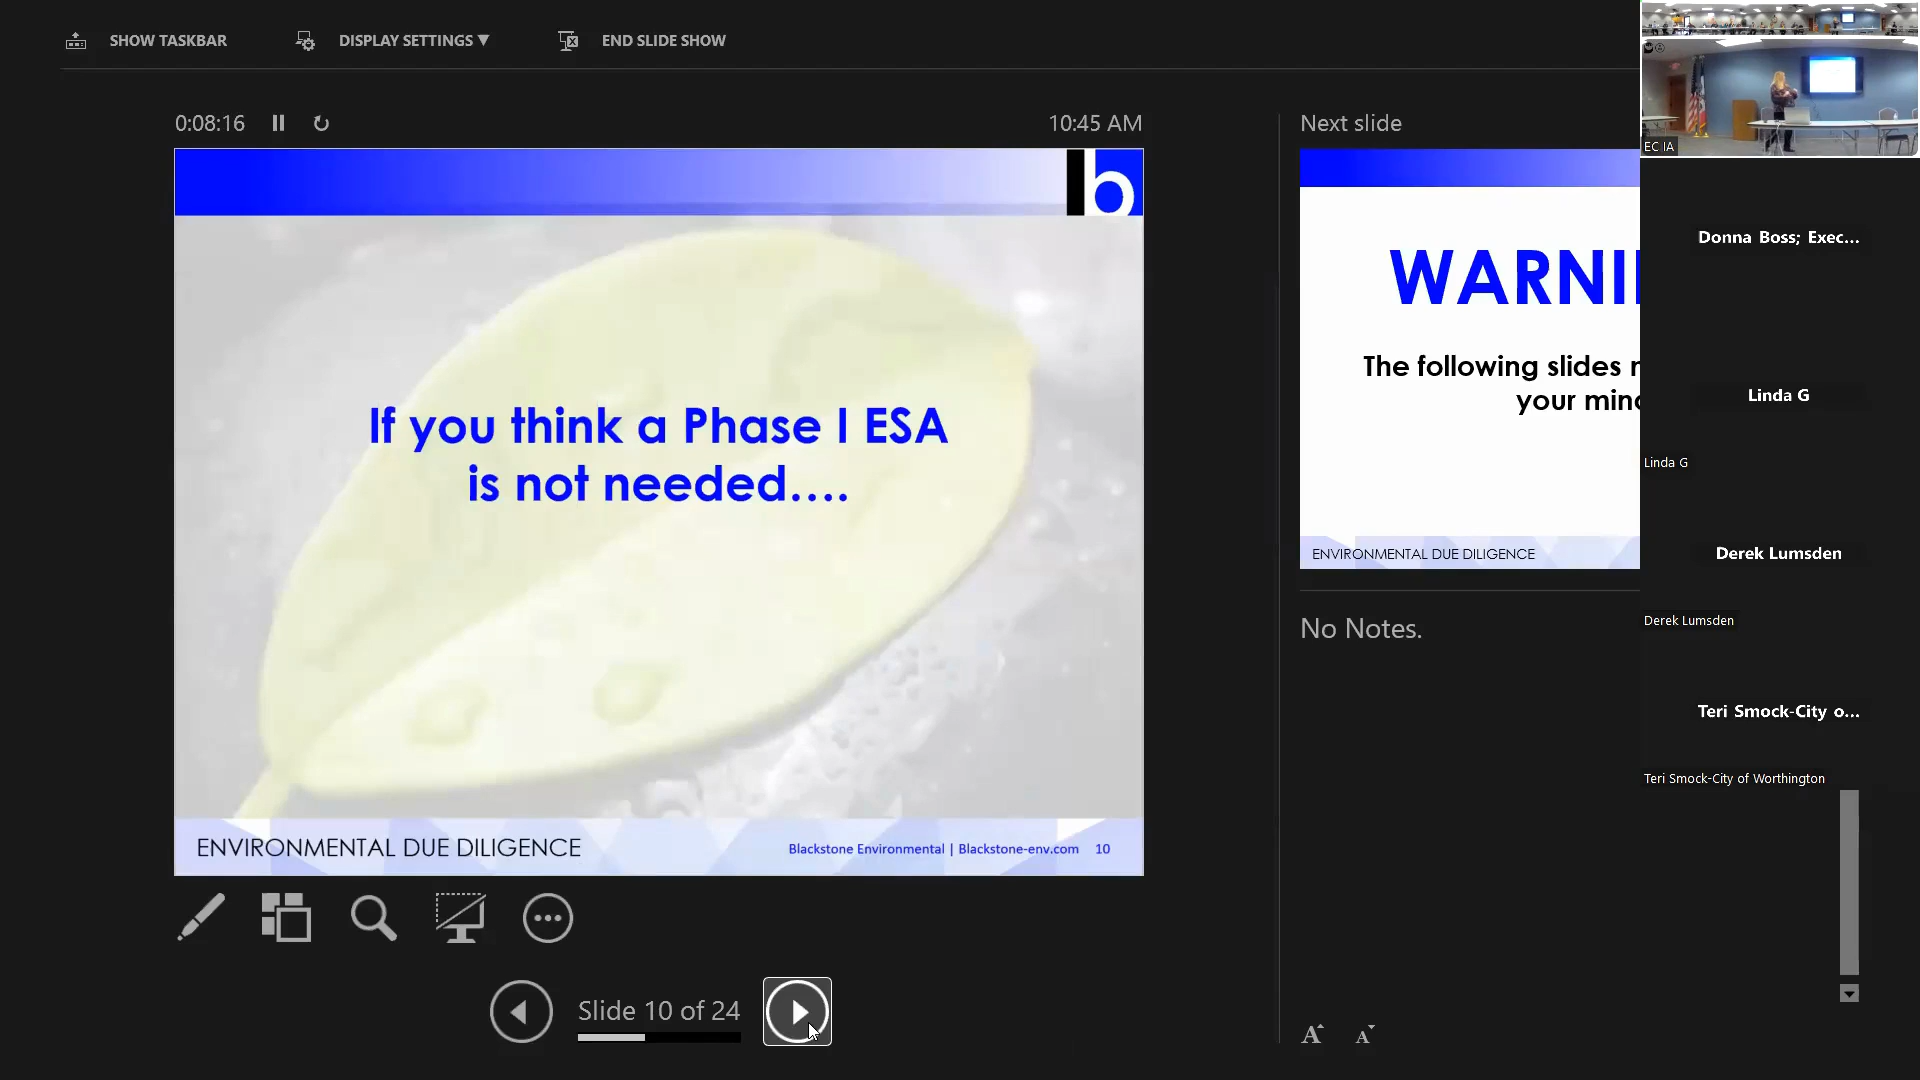 SHOW TASKBAR
DISPLAY SETTINGS ▼
END SLIDE SHOW
0:08:16
10:45 AM
Next slide
b
If you think a Phase I ESA
is not needed....
ENVIRONMENTAL DUE DILIGENCE
Blackstone Environmental | Blackstone-env.com 10
WARNI
The following slides
your min
ENVIRONMENTAL DUE DILIGENCE
No Notes.
Slide 10 of 24
A
A
EC IA
Donna Boss; Exec...
Linda G
Linda G
Derek Lumsden
Derek Lumsden
Teri Smock-City o...
Teri Smock-City of Worthington